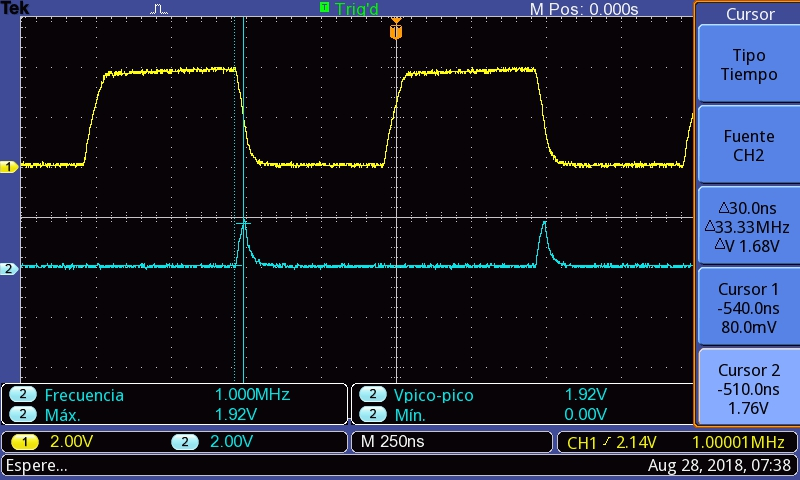 Tek Trig'd M Pos: 0.000s Cursor
T
Tipo
Tiempo
Fuente
CH2
△30.0ns
△33.33MHz
△V 1.68V
Cursor 1
-540.0ns
80.0mV
Cursor 2
-510.0ns
1.76V
1
2
2 Frecuencia 1.000MHz
2 Máx. 1.92V
2 Vpico-pico 1.92V
2 Mín. 0.00V
1 2.00V 2 2.00V M 250ns CH1 2.14V 1.00001MHz
Espere... Aug 28, 2018, 07:38